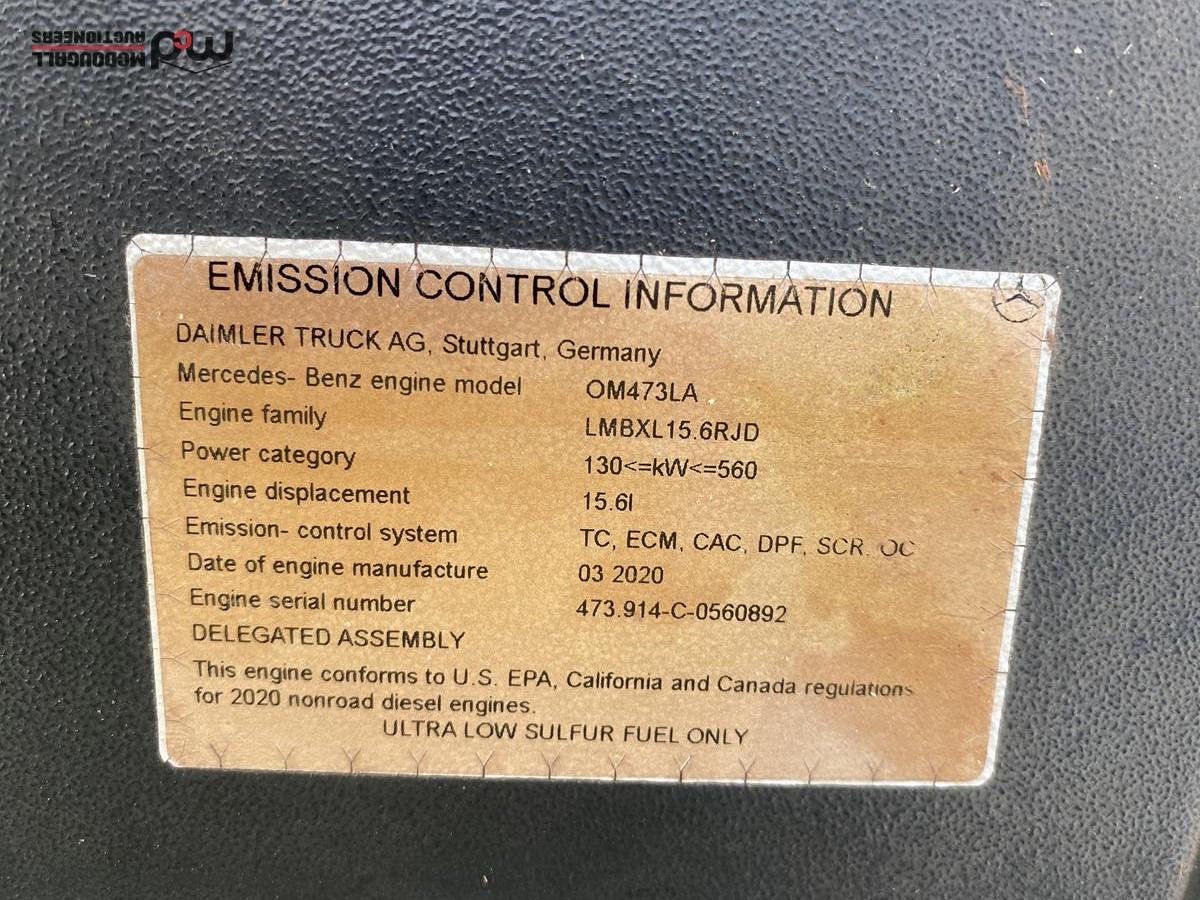 McDOUGALL
AUCTIONEERS
mcd
EMISSION CONTROL INFORMATION
DAIMLER TRUCK AG, Stuttgart, Germany
Mercedes- Benz engine model OM473LA
Engine family LMBXL15.6RJD
Power category 130<=kW<=560
Engine displacement 15.6l
Emission- control system TC, ECM, CAC, DPF, SCR, OC
Date of engine manufacture 03 2020
Engine serial number 473.914-C-0560892
DELEGATED ASSEMBLY
This engine conforms to U.S. EPA, California and Canada regulations
for 2020 nonroad diesel engines.
ULTRA LOW SULFUR FUEL ONLY